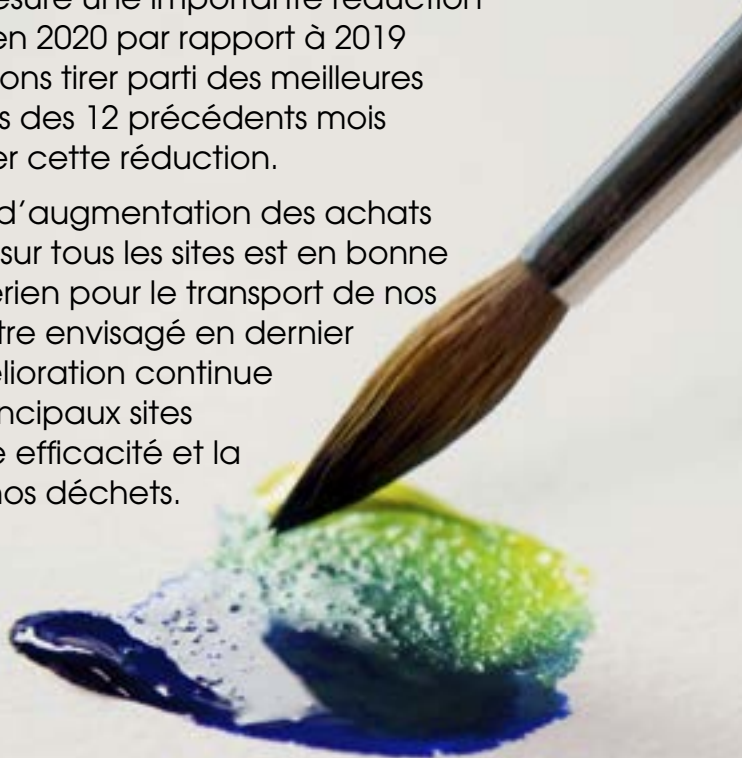 esure une importante réduction
en 2020 par rapport à 2019
ons tirer parti des meilleures
s des 12 précédents mois
er cette réduction.
d'augmentation des achats
sur tous les sites est en bonne
érien pour le transport de nos
tre envisagé en dernier
élioration continue
ncipaux sites
e efficacité et la
nos déchets.